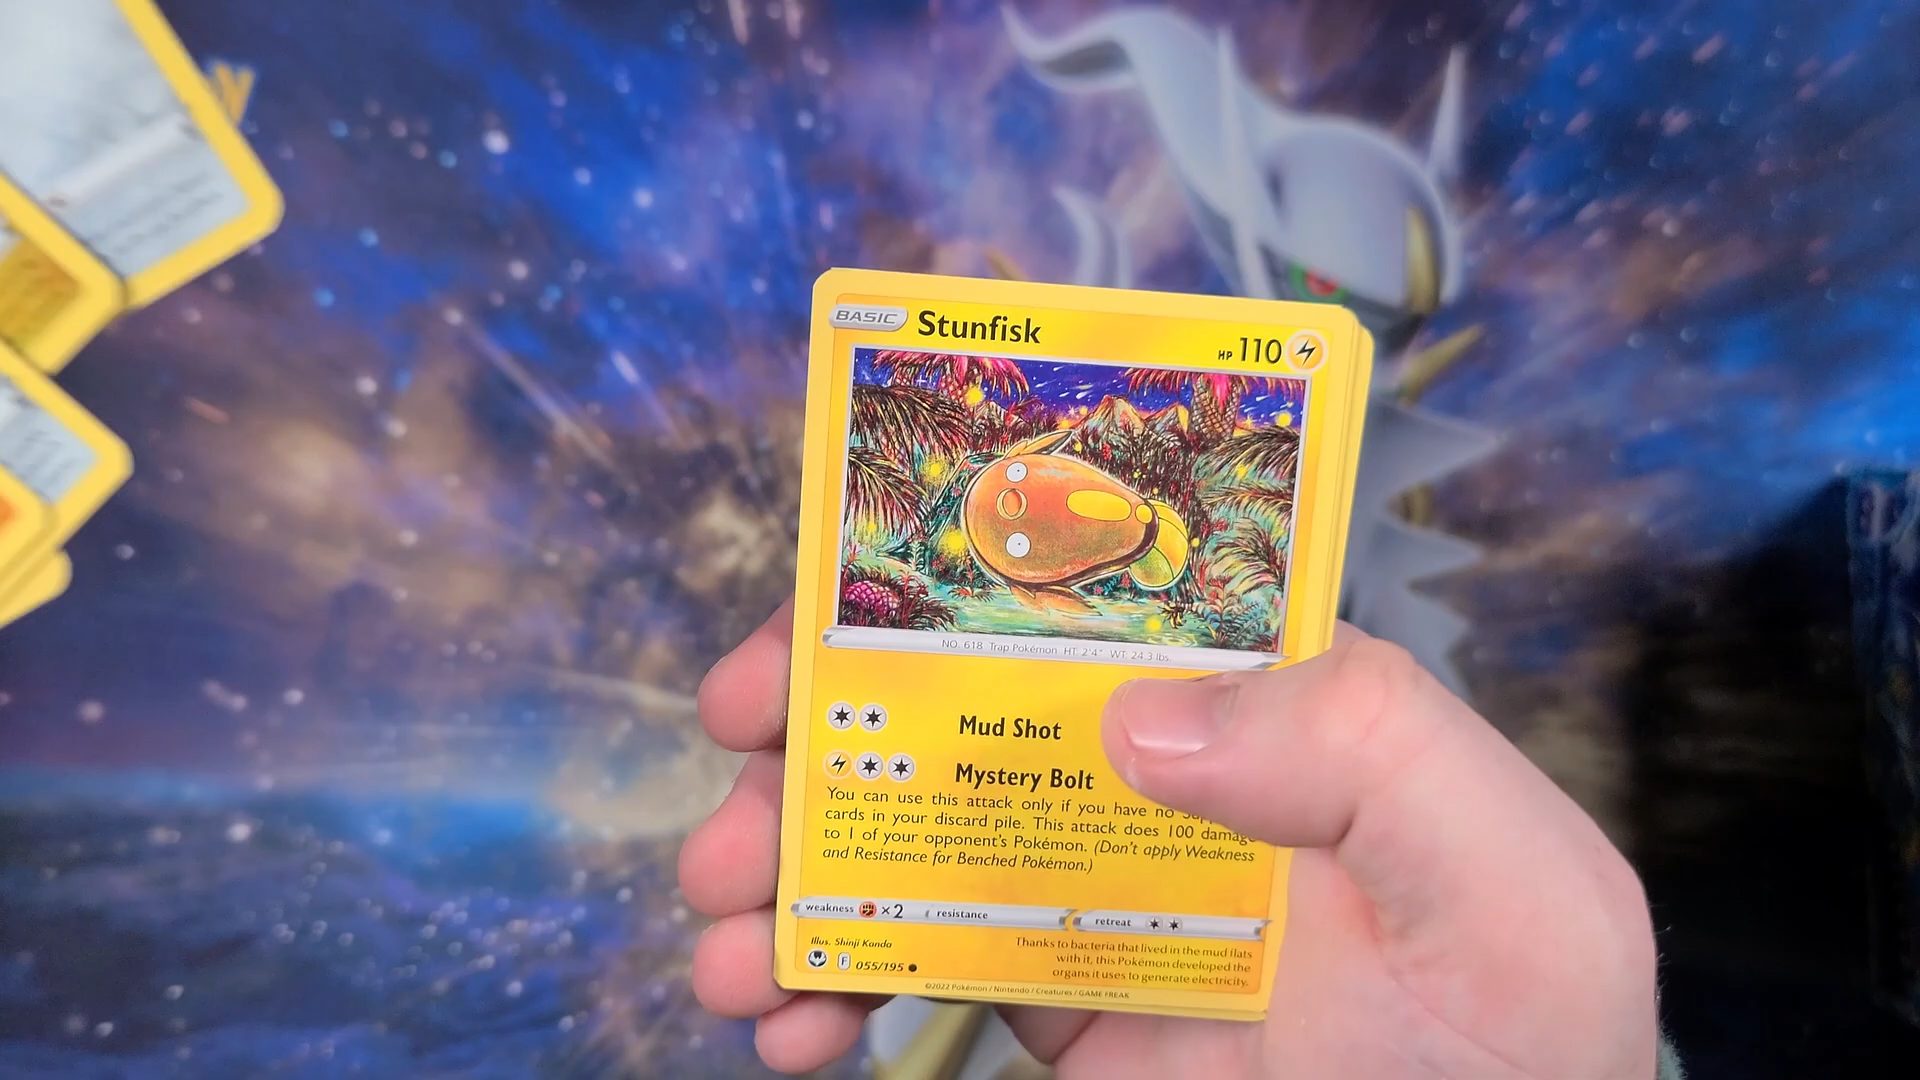 BASIC Stunfisk HP 110
NO. 618 Trap Pokémon HT: 2'4" WT: 24.3 lbs.
Mud Shot
Mystery Bolt
You can use this attack only if you have no
cards in your discard pile. This attack does 100 damage
to 1 of your opponent's Pokémon. (Don't apply Weakness
and Resistance for Benched Pokémon.)
weakness ×2 resistance retreat
Illus. Shinji Kanda
F 055/195
Thanks to bacteria that lived in the mud flats
with it, this Pokémon developed the
organs it uses to generate electricity.
©2022 Pokémon / Nintendo / Creatures / GAME FREAK